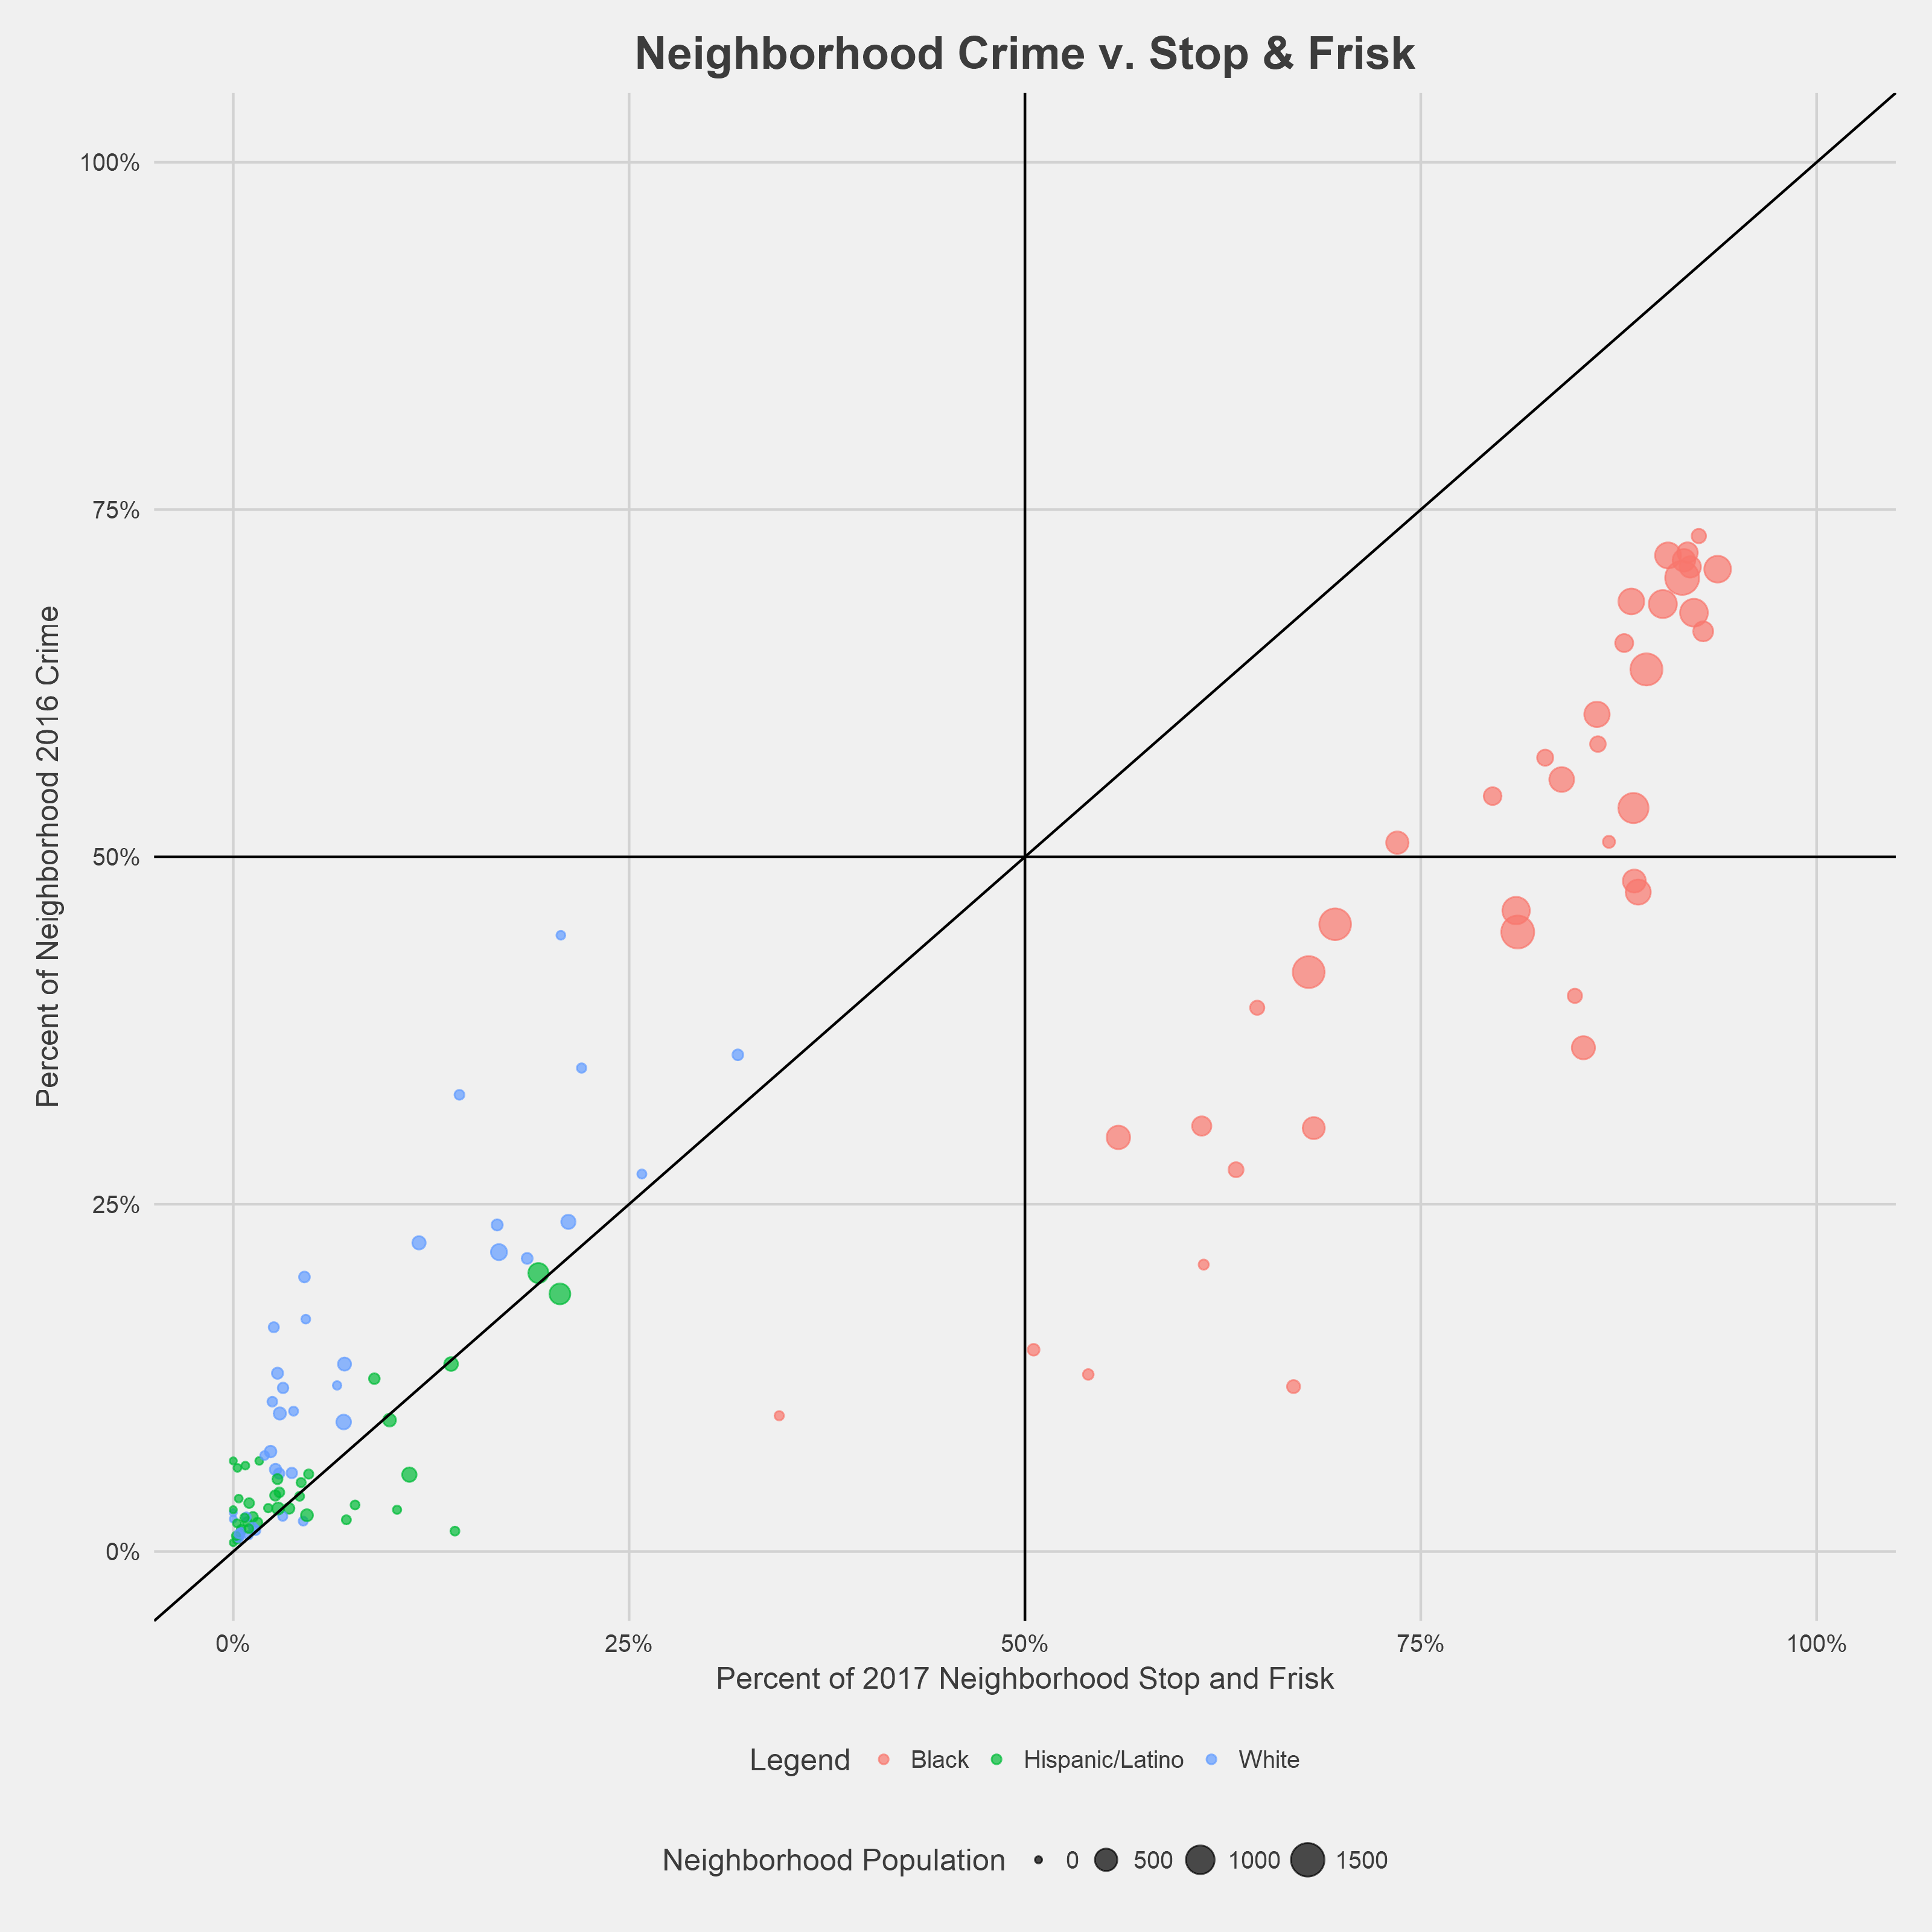 Neighborhood Crime v. Stop & Frisk
Percent of Neighborhood 2016 Crime
100%
75%
50%
25%
0%
0% 25% 50% 75% 100%
Percent of 2017 Neighborhood Stop and Frisk
Legend Black Hispanic/Latino White
Neighborhood Population 0 500 1000 1500